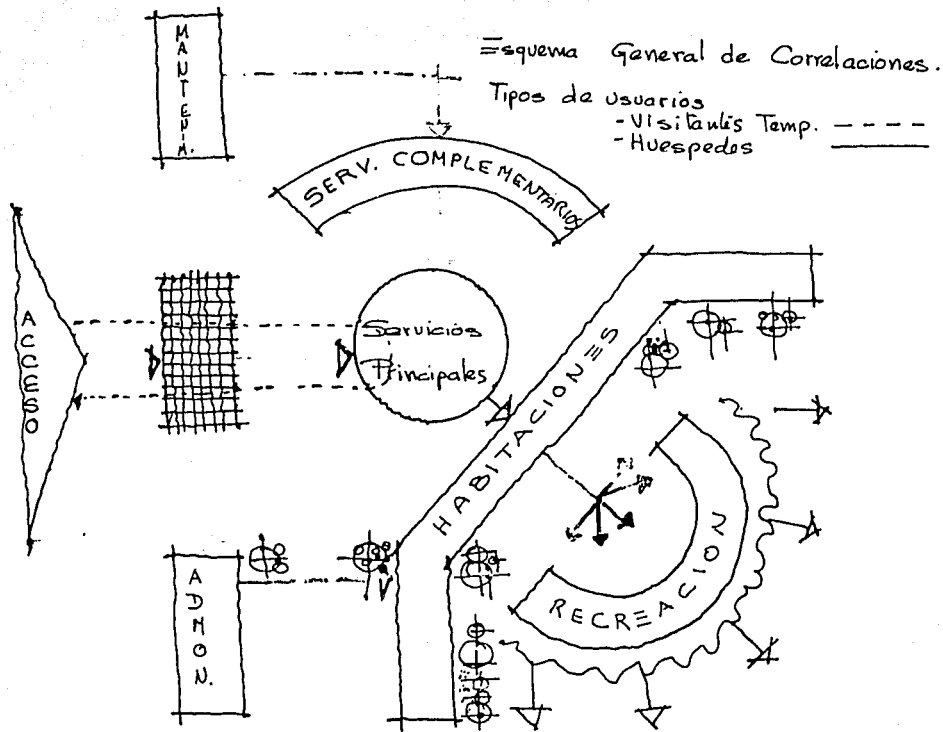 MANTENIM.
Esquema General de Correlaciones.
Tipos de usuarios
- Visitantes Temp. ----
- Huespedes
SERV. COMPLEMENTARIOS
ACCESO
Servicios
Principales
HABITACIONES
RECREACION
ADMON.